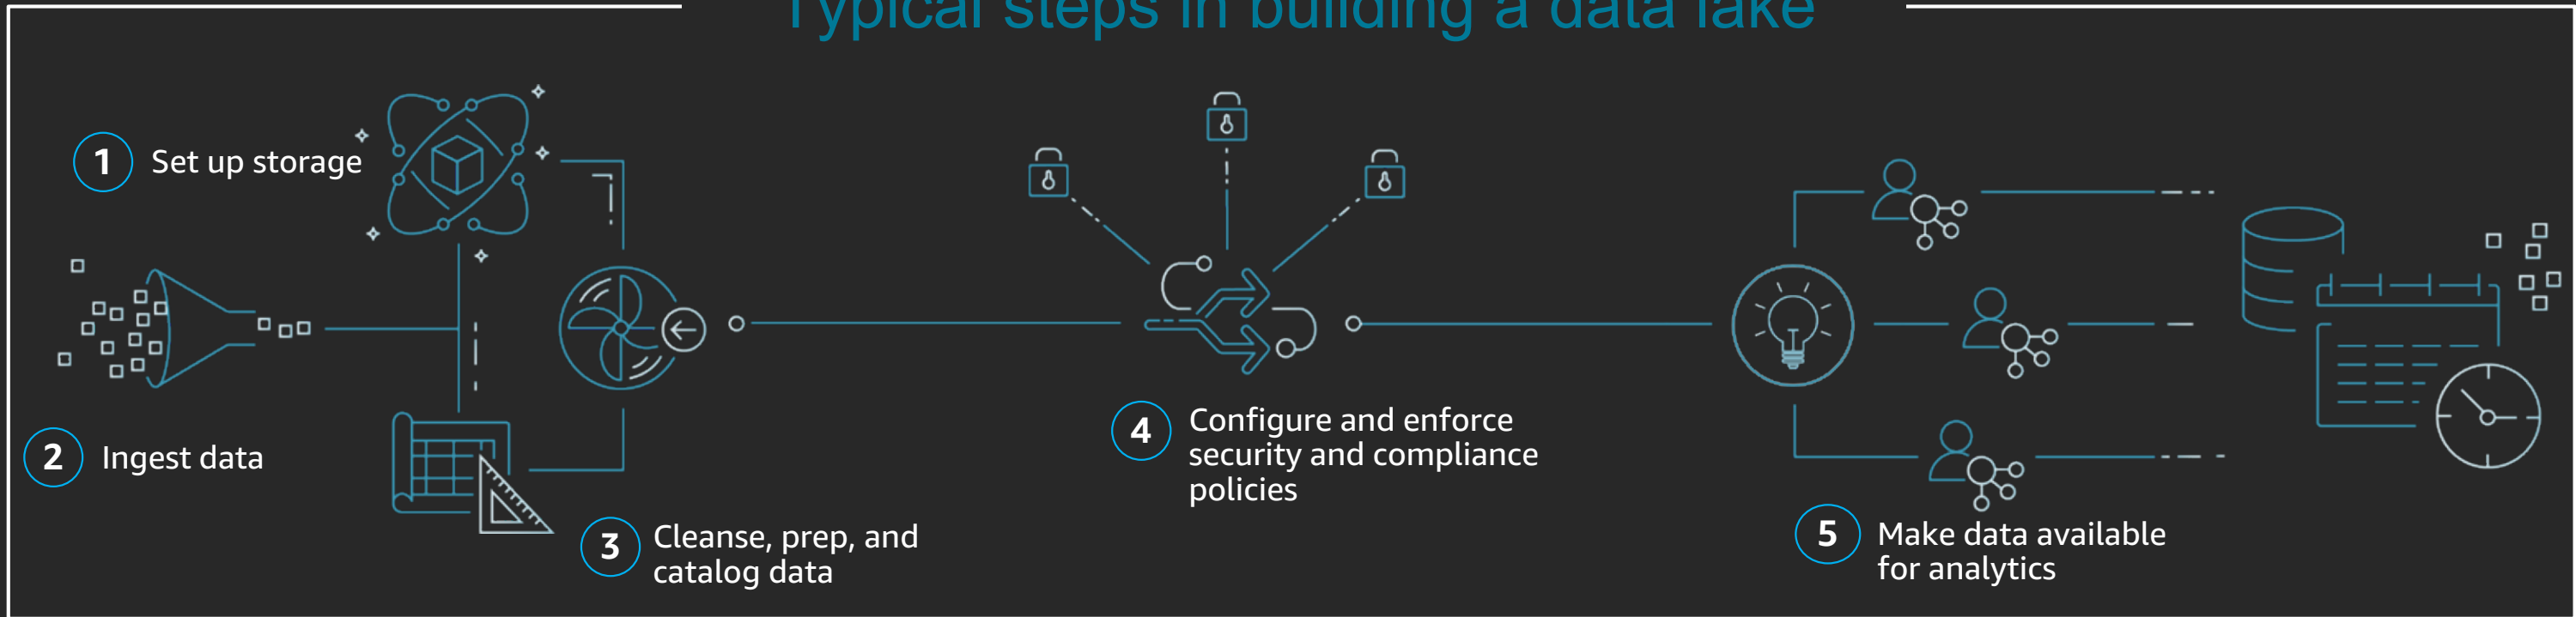 Typical steps in building a data lake
1 Set up storage
2 Ingest data
3 Cleanse, prep, and
catalog data
4 Configure and enforce
security and compliance
policies
5 Make data available
for analytics